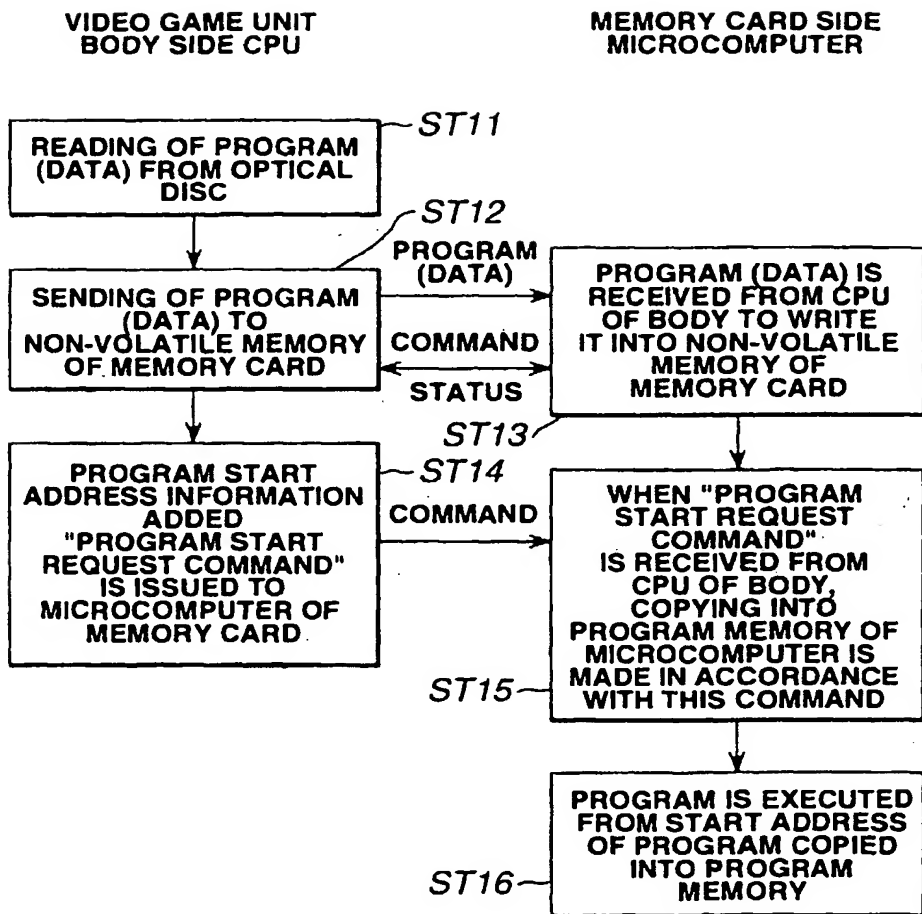 VIDEO GAME UNIT
BODY SIDE CPU
MEMORY CARD SIDE
MICROCOMPUTER
ST11
READING OF PROGRAM
(DATA) FROM OPTICAL
DISC
ST12
SENDING OF PROGRAM
(DATA) TO
NON-VOLATILE MEMORY
OF MEMORY CARD
PROGRAM
(DATA)
COMMAND
STATUS
PROGRAM (DATA) IS
RECEIVED FROM CPU
OF BODY TO WRITE
IT INTO NON-VOLATILE
MEMORY OF
MEMORY CARD
ST13
ST14
PROGRAM START
ADDRESS INFORMATION
ADDED
"PROGRAM START
REQUEST COMMAND"
IS ISSUED TO
MICROCOMPUTER OF
MEMORY CARD
COMMAND
WHEN "PROGRAM
START REQUEST
COMMAND"
IS RECEIVED FROM
CPU OF BODY,
COPYING INTO
PROGRAM MEMORY OF
MICROCOMPUTER IS
MADE IN ACCORDANCE
WITH THIS COMMAND
ST15
PROGRAM IS EXECUTED
FROM START ADDRESS
OF PROGRAM COPIED
INTO PROGRAM
MEMORY
ST16